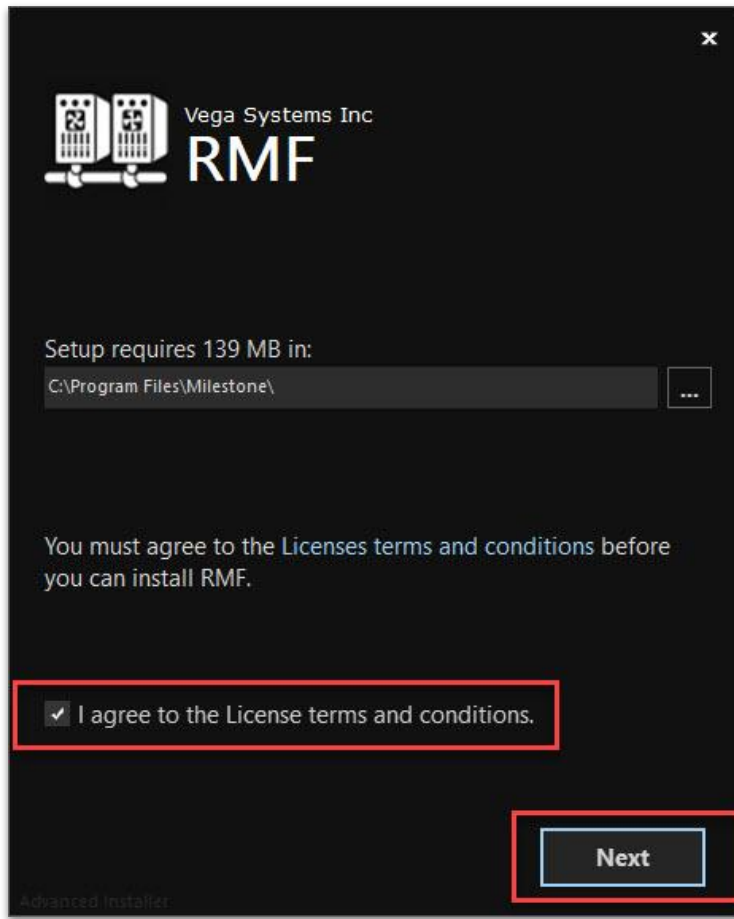 Vega Systems Inc
RMF
Setup requires 139 MB in:
C:\Program Files\Milestone\
...
You must agree to the Licenses terms and conditions before
you can install RMF.
I agree to the License terms and conditions.
Next
Advanced Installer